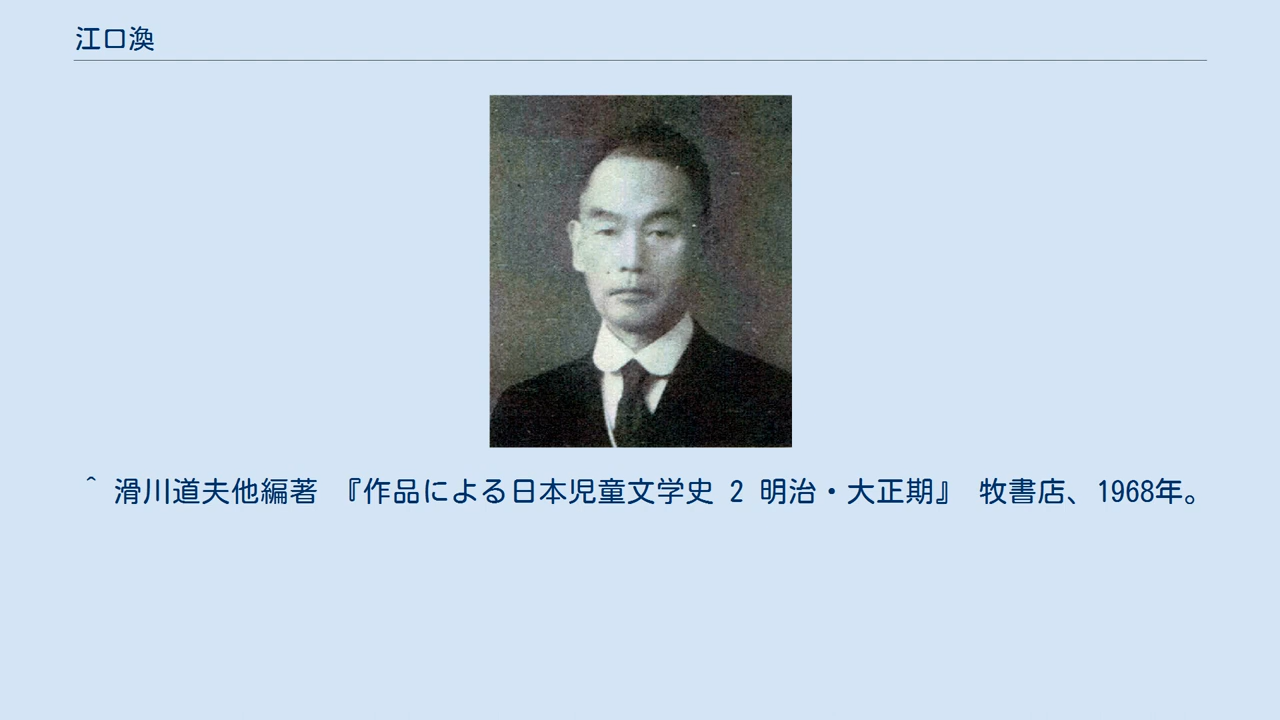 江口渙
^ 滑川道夫他編著 『作品による日本児童文学史 2 明治・大正期』 牧書店、1968年。